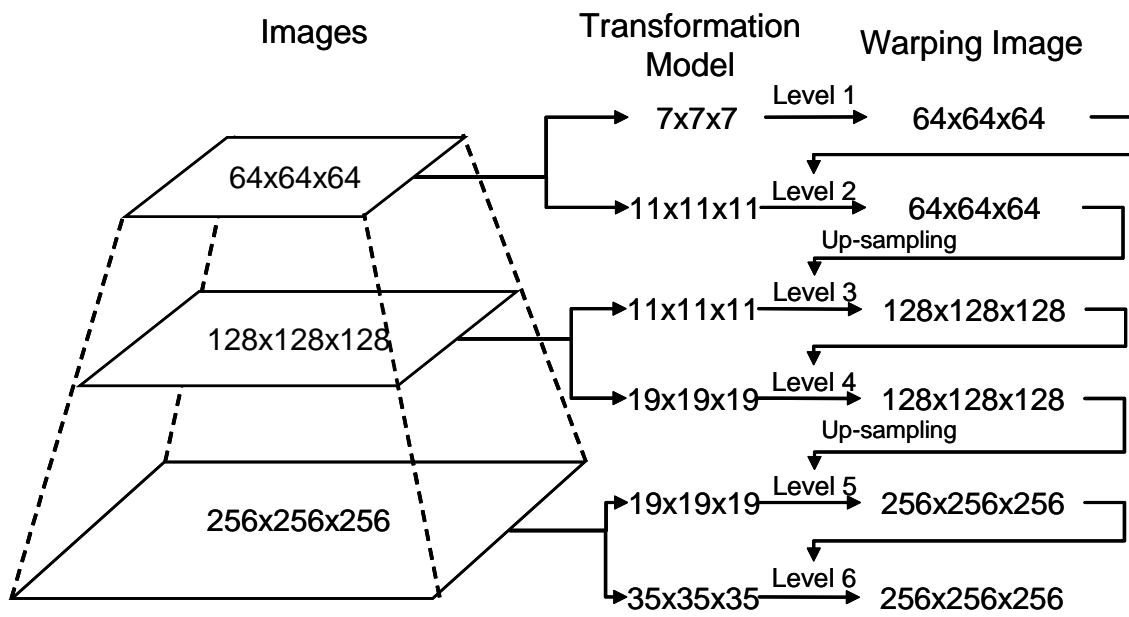 Images
Transformation
Model
Warping Image
64x64x64
7x7x7
Level 1
64x64x64
11x11x11
Level 2
64x64x64
Up-sampling
128x128x128
11x11x11
Level 3
128x128x128
19x19x19
Level 4
128x128x128
Up-sampling
256x256x256
19x19x19
Level 5
256x256x256
35x35x35
Level 6
256x256x256